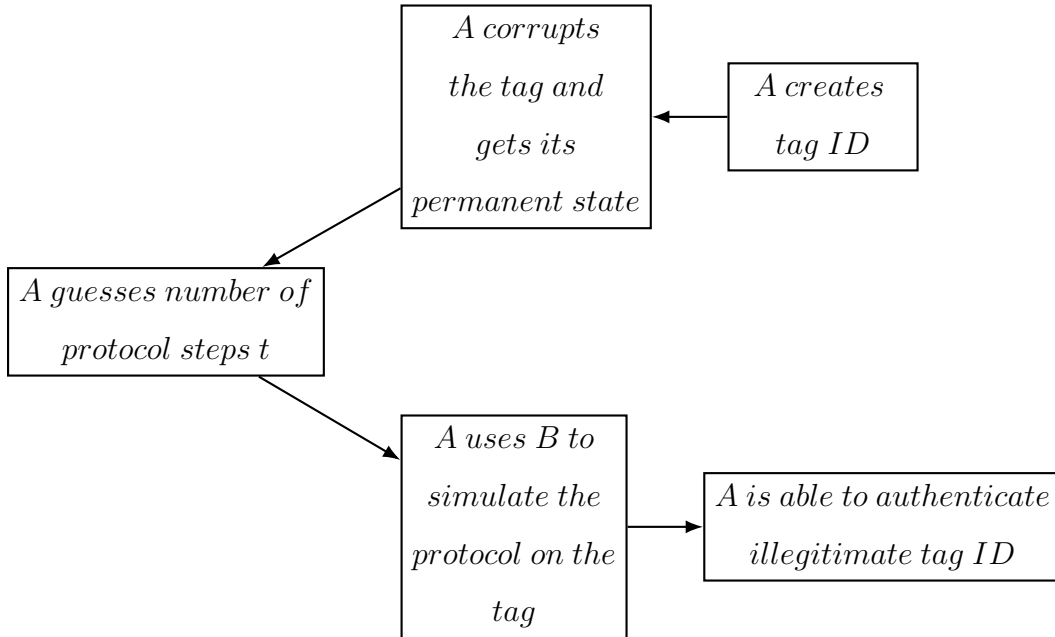 A corrupts
the tag and
gets its
permanent state
A creates
tag ID
A guesses number of
protocol steps t
A uses B to
simulate the
protocol on the
tag
A is able to authenticate
illegitimate tag ID